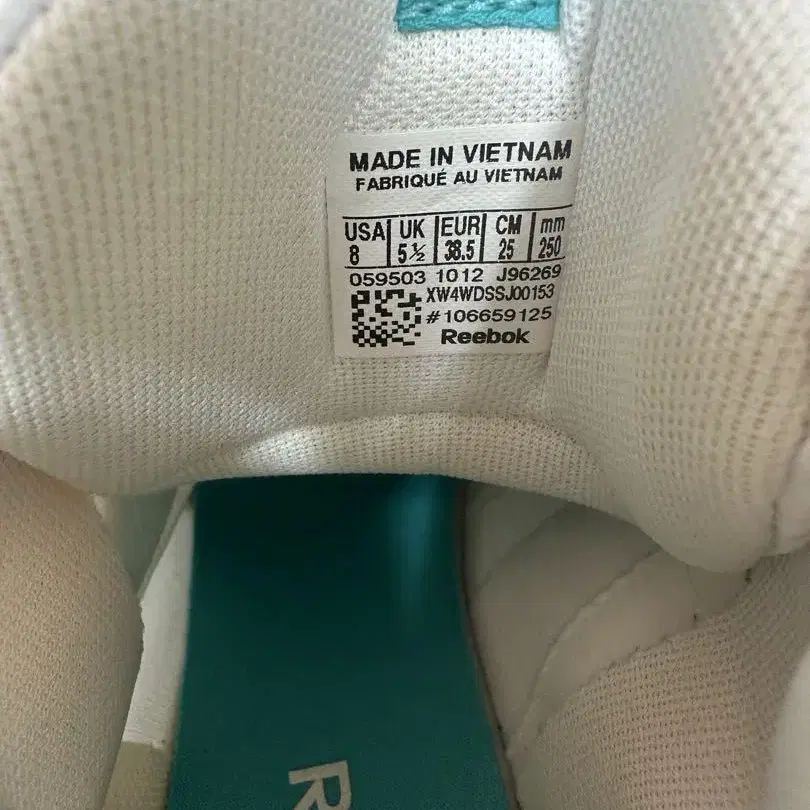 MADE IN VIETNAM
FABRIQUÉ AU VIETNAM
USA UK EUR CM mm
8 5½ 38.5 25 250
059503 1012 J96269
XW4WDSSJ00153
#106659125
Reebok
R